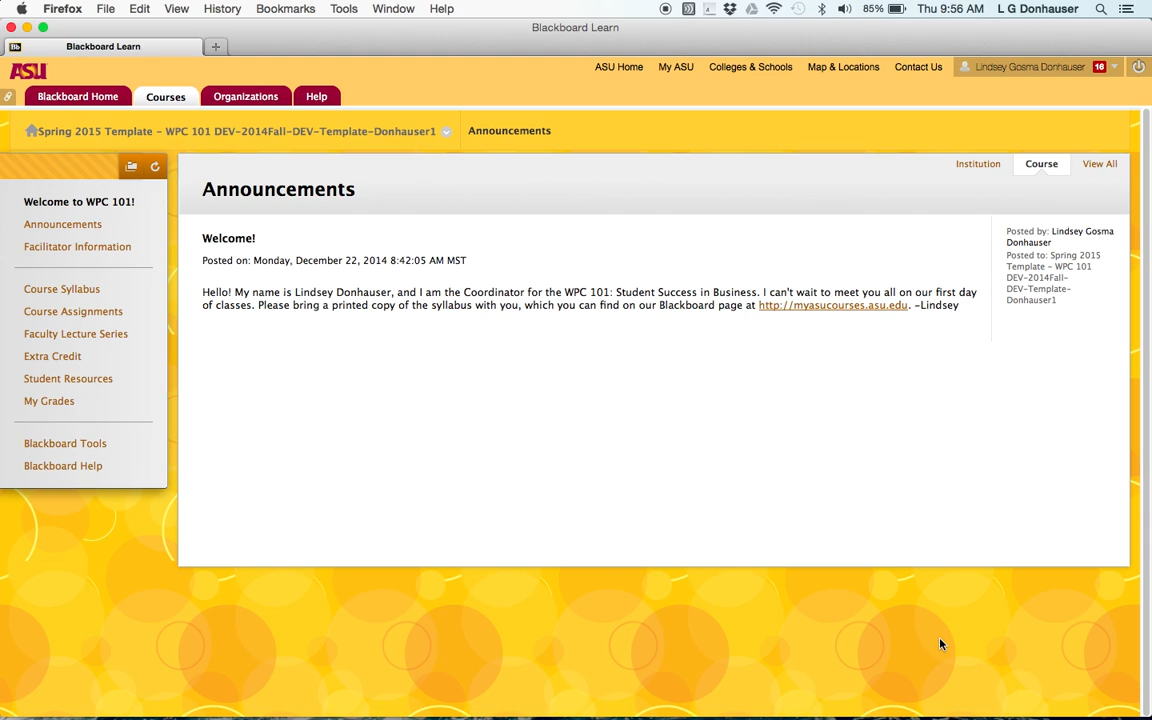 Firefox File Edit View History Bookmarks Tools Window Help 85% Thu 9:56 AM L G Donhauser
Blackboard Learn
Bb Blackboard Learn +
ASU ASU Home My ASU Colleges & Schools Map & Locations Contact Us Lindsey Gosma Donhauser 16
Blackboard Home Courses Organizations Help
Spring 2015 Template – WPC 101 DEV-2014Fall-DEV-Template-Donhauser1 Announcements
Institution Course View All
Announcements
Welcome to WPC 101!
Announcements
Facilitator Information
Course Syllabus
Course Assignments
Faculty Lecture Series
Extra Credit
Student Resources
My Grades
Blackboard Tools
Blackboard Help
Welcome!
Posted on: Monday, December 22, 2014 8:42:05 AM MST
Hello! My name is Lindsey Donhauser, and I am the Coordinator for the WPC 101: Student Success in Business. I can't wait to meet you all on our first day
of classes. Please bring a printed copy of the syllabus with you, which you can find on our Blackboard page at http://myasucourses.asu.edu. -Lindsey
Posted by: Lindsey Gosma
Donhauser
Posted to: Spring 2015
Template – WPC 101
DEV-2014Fall-
DEV-Template-
Donhauser1